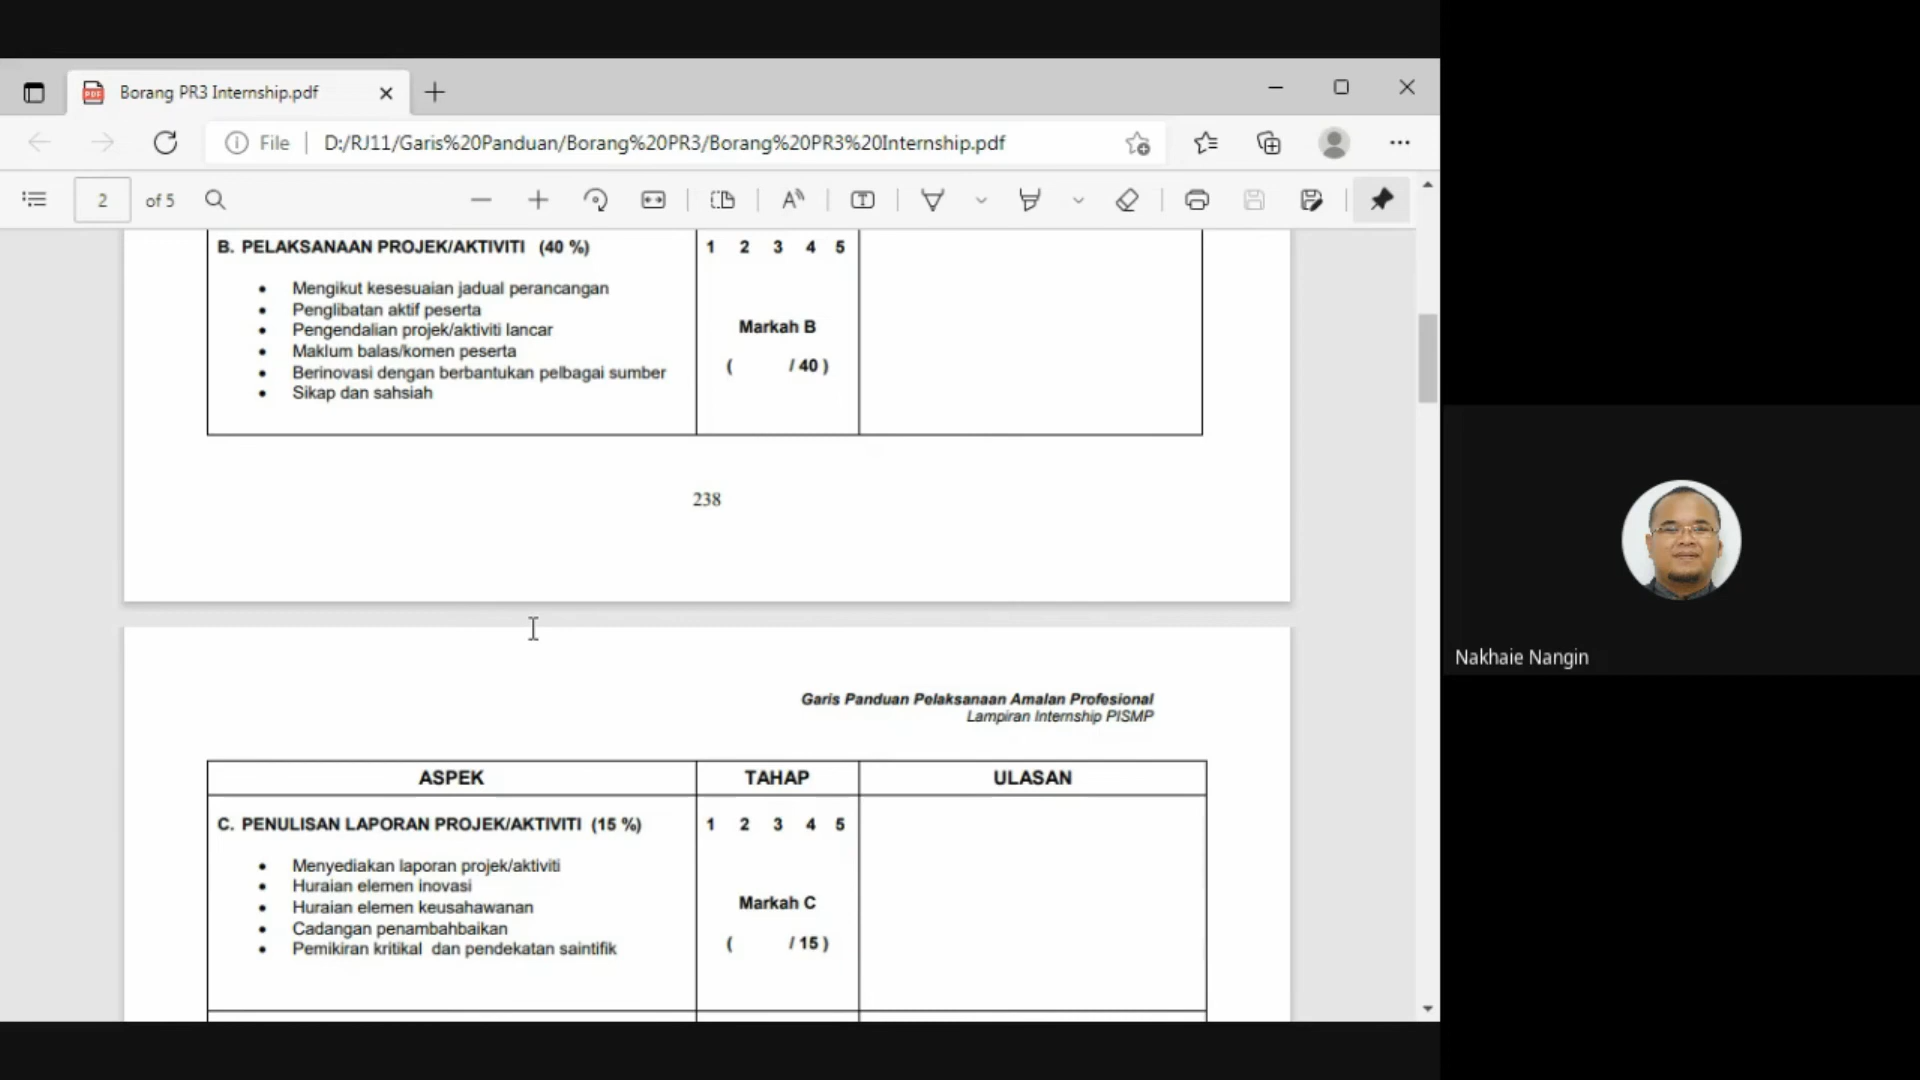 Borang PR3 Internship.pdf
File
D:/RJ11/Garis%20Panduan/Borang%20PR3/Borang%20PR3%20Internship.pdf
2 of 5
B. PELAKSANAAN PROJEK/AKTIVITI (40 %)
1 2 3 4 5
• Mengikut kesesuaian jadual perancangan
• Penglibatan aktif peserta
• Pengendalian projek/aktiviti lancar
• Maklum balas/komen peserta
• Berinovasi dengan berbantukan pelbagai sumber
• Sikap dan sahsiah
Markah B
( / 40 )
238
Garis Panduan Pelaksanaan Amalan Profesional
Lampiran Internship PISMP
ASPEK TAHAP ULASAN
C. PENULISAN LAPORAN PROJEK/AKTIVITI (15 %)
1 2 3 4 5
• Menyediakan laporan projek/aktiviti
• Huraian elemen inovasi
• Huraian elemen keusahawanan
• Cadangan penambahbaikan
• Pemikiran kritikal dan pendekatan saintifik
Markah C
( / 15 )
Nakhaie Nangin